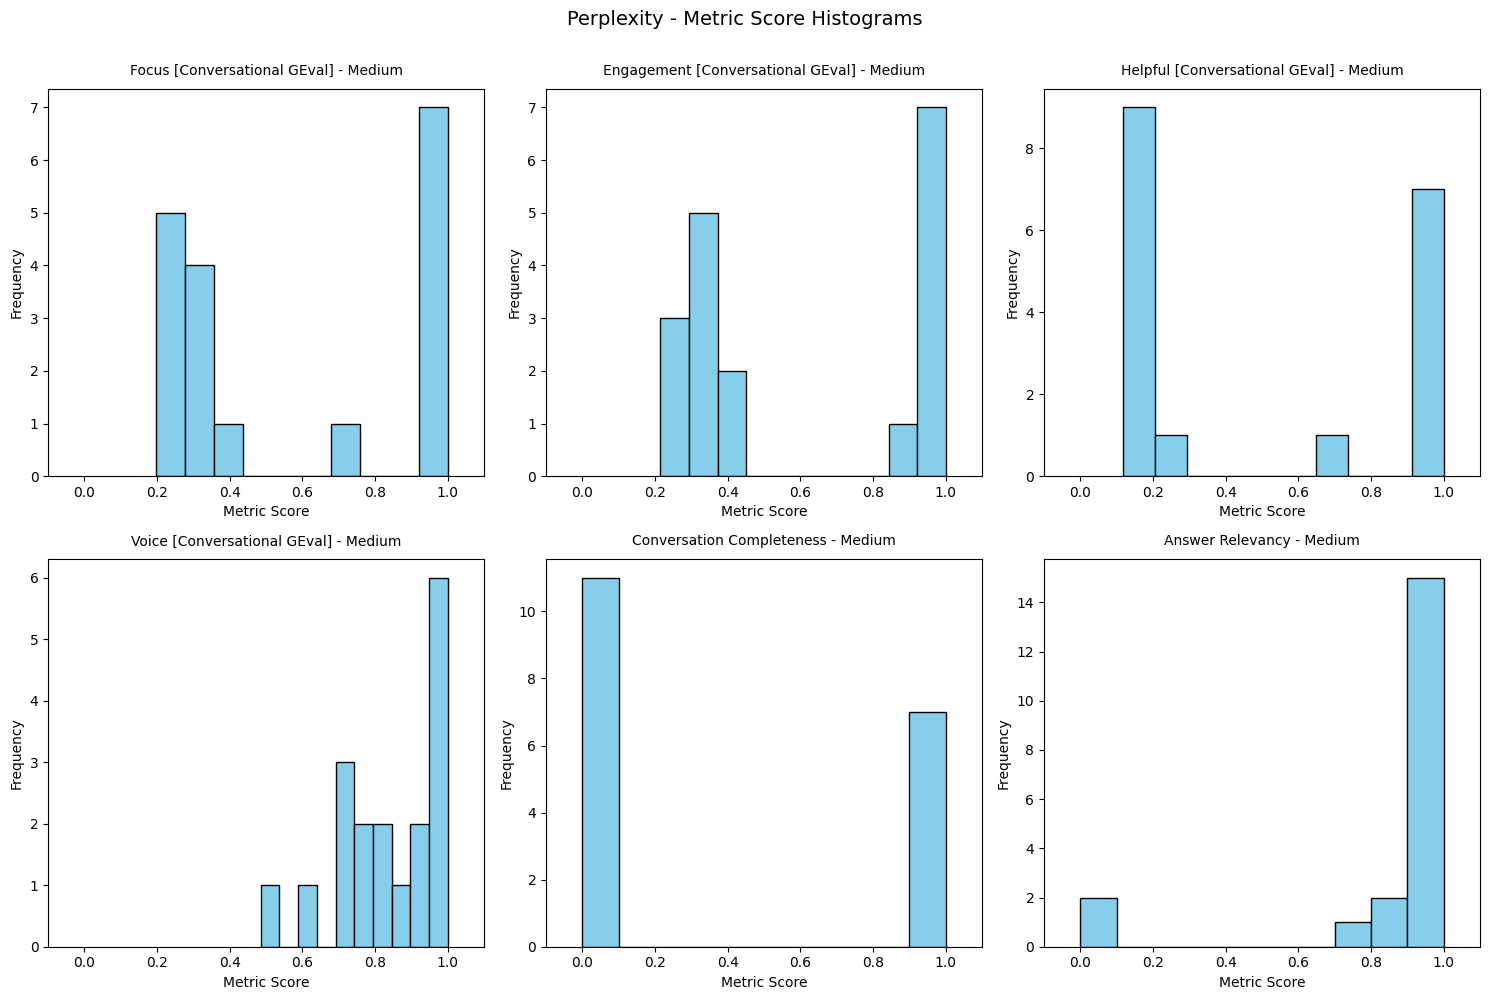 Perplexity - Metric Score Histograms
Focus [Conversational GEval] - Medium
7
6
5
4
3
2
1
0
Frequency
0.0 0.2 0.4 0.6 0.8 1.0
Metric Score
Engagement [Conversational GEval] - Medium
7
6
5
4
3
2
1
0
Frequency
0.0 0.2 0.4 0.6 0.8 1.0
Metric Score
Helpful [Conversational GEval] - Medium
8
6
4
2
0
Frequency
0.0 0.2 0.4 0.6 0.8 1.0
Metric Score
Voice [Conversational GEval] - Medium
6
5
4
3
2
1
0
Frequency
0.0 0.2 0.4 0.6 0.8 1.0
Metric Score
Conversation Completeness - Medium
10
8
6
4
2
0
Frequency
0.0 0.2 0.4 0.6 0.8 1.0
Metric Score
Answer Relevancy - Medium
14
12
10
8
6
4
2
0
Frequency
0.0 0.2 0.4 0.6 0.8 1.0
Metric Score